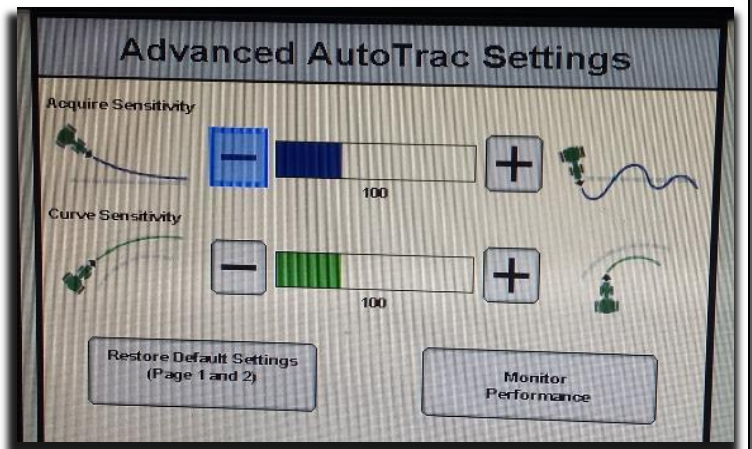 Advanced AutoTrac Settings
Acquire Sensitivity
100
Curve Sensitivity
100
Restore Default Settings
(Page 1 and 2)
Monitor
Performance